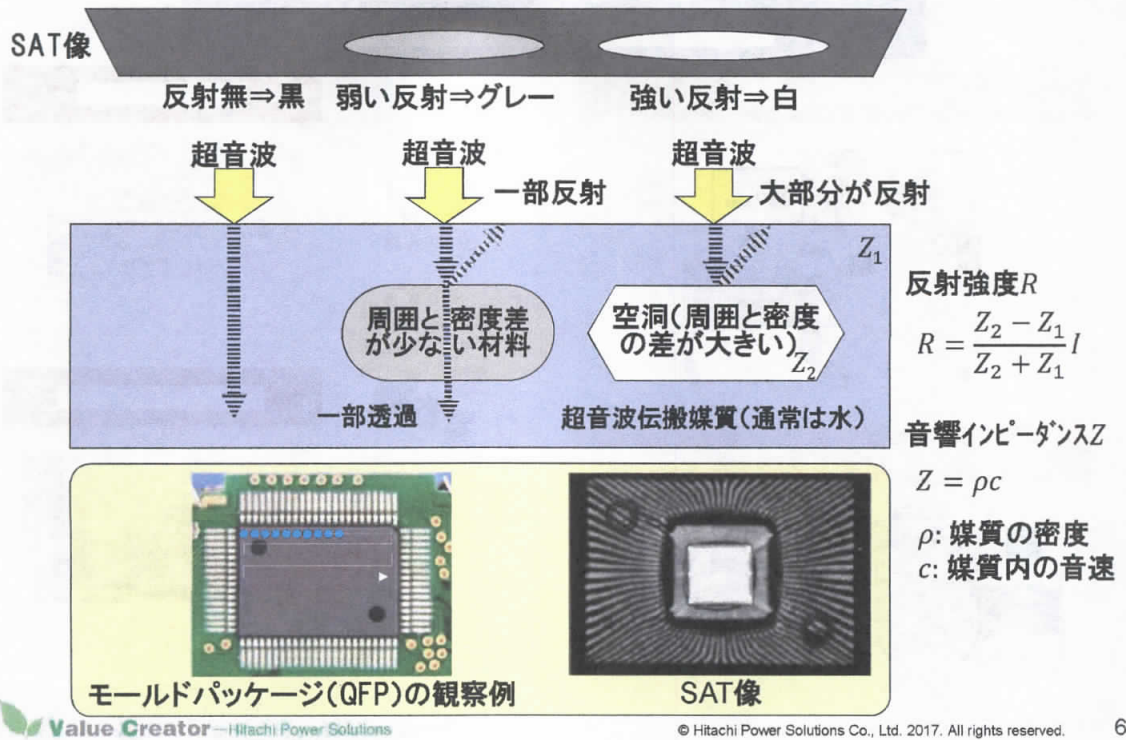 SAT像
反射無⇒黒 弱い反射⇒グレー 強い反射⇒白
超音波 超音波 超音波
一部反射 大部分が反射
Z₁
周囲と密度差
が少ない材料
空洞(周囲と密度
の差が大きい)
Z₂
一部透過
超音波伝搬媒質(通常は水)
反射強度R
R = (Z₂ − Z₁)/(Z₂ + Z₁) I
音響インピーダンスZ
Z = ρc
ρ: 媒質の密度
c: 媒質内の音速
モールドパッケージ(QFP)の観察例
SAT像
Value Creator—Hitachi Power Solutions
© Hitachi Power Solutions Co., Ltd. 2017. All rights reserved.
6